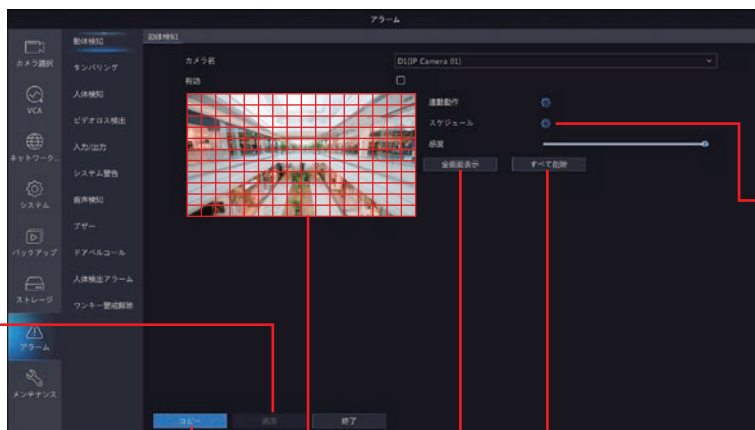 アラーム
カメラ選択
VCA
ネットワーク...
システム
バックアップ
ストレージ
アラーム
メンテナンス
動体検知
タンパリング
人体検知
ビデオロス検出
入力/出力
システム警告
音声検知
ブザー
ドアベルコール
人体検出アラーム
ワンキー警戒解除
動体検知
カメラ名
D1(IP Camera 01)
有効
連動動作
スケジュール
感度
全画面表示
すべて削除
コピー
適用
終了